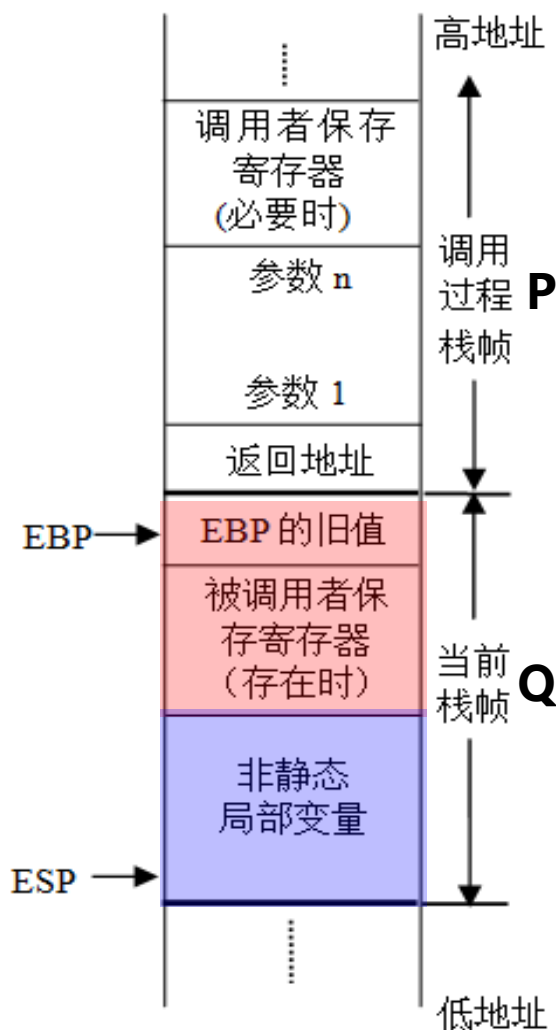 高地址
调用者保存
寄存器
(必要时)
参数 n
调用
过程 P
栈帧
参数 1
返回地址
EBP
EBP 的旧值
被调用者保
存寄存器
（存在时）
当前
栈帧 Q
非静态
局部变量
ESP
低地址